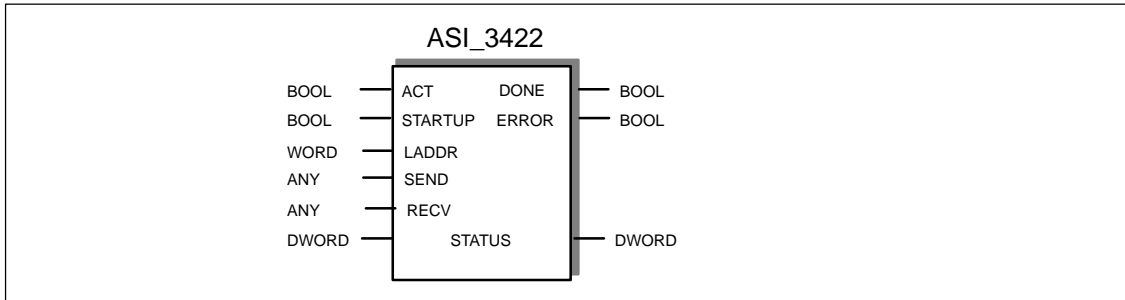 ASI_3422
BOOL ACT DONE BOOL
BOOL STARTUP ERROR BOOL
WORD LADDR
ANY SEND
ANY RECV
DWORD STATUS DWORD